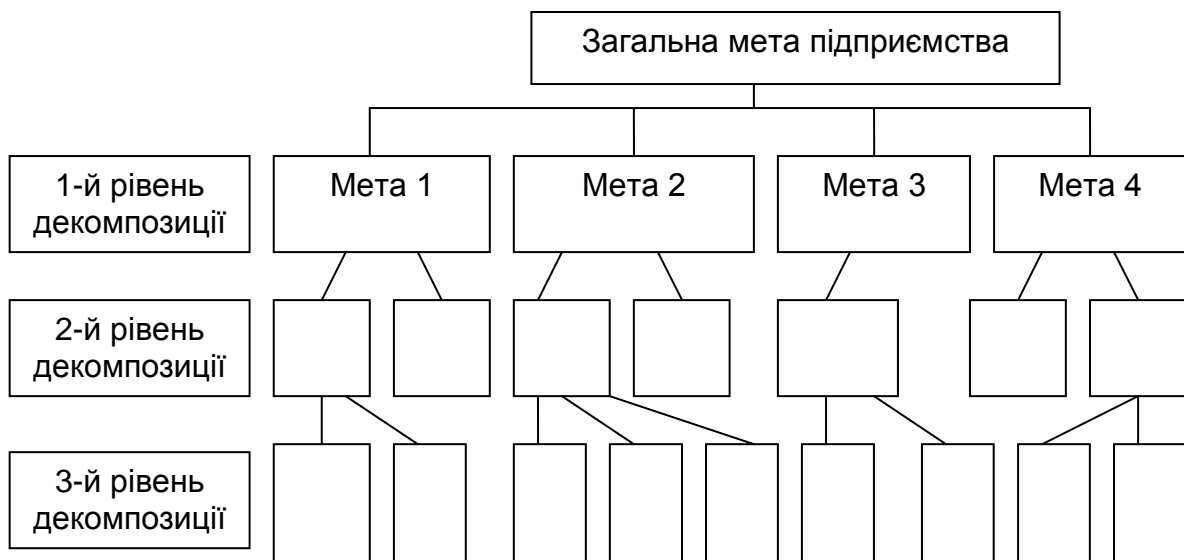 Загальна мета підприємства
1-й рівень
декомпозиції
Мета 1
Мета 2
Мета 3
Мета 4
2-й рівень
декомпозиції
3-й рівень
декомпозиції